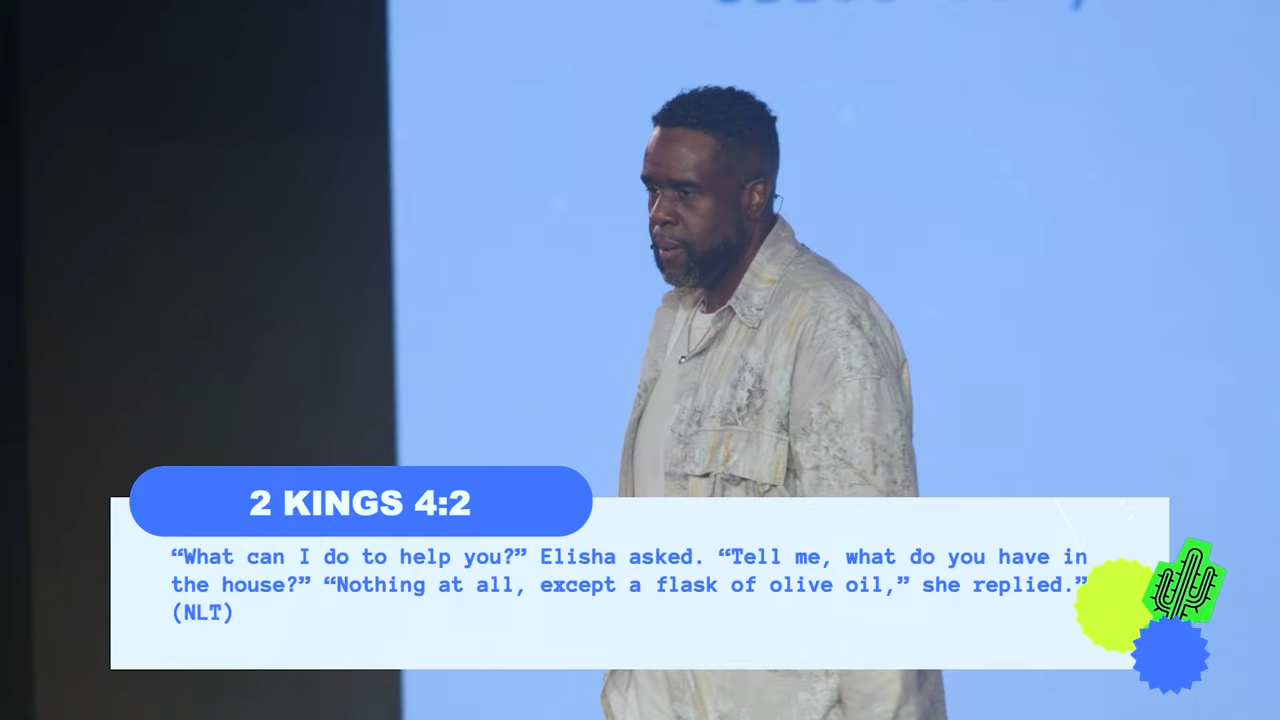 2 KINGS 4:2
“What can I do to help you?” Elisha asked. “Tell me, what do you have in
the house?” “Nothing at all, except a flask of olive oil,” she replied.”
(NLT)